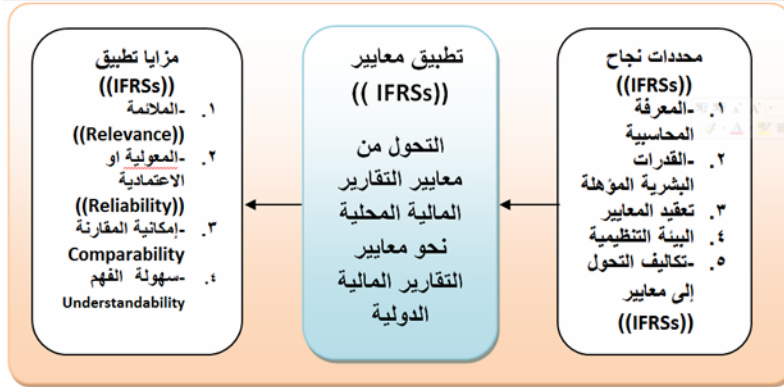 محددات نجاح
((IFRSs))
١. -المعرفة
المحاسبية
٢. -القدرات
البشرية المؤهلة
٣. تعقيد المعايير
٤. البيئة التنظيمية
٥. -تكاليف التحول
إلى معايير
((IFRSs))
تطبيق معايير
(( IFRSs))
التحول من
معايير التقارير
المالية المحلية
نحو معايير
التقارير المالية
الدولية
مزايا تطبيق
((IFRSs))
١. -الملائمة
((Relevance))
٢. -المعولية او
الاعتمادية
((Reliability))
٣. -إمكانية المقارنة
Comparability
٤. -سهولة الفهم
Understandability